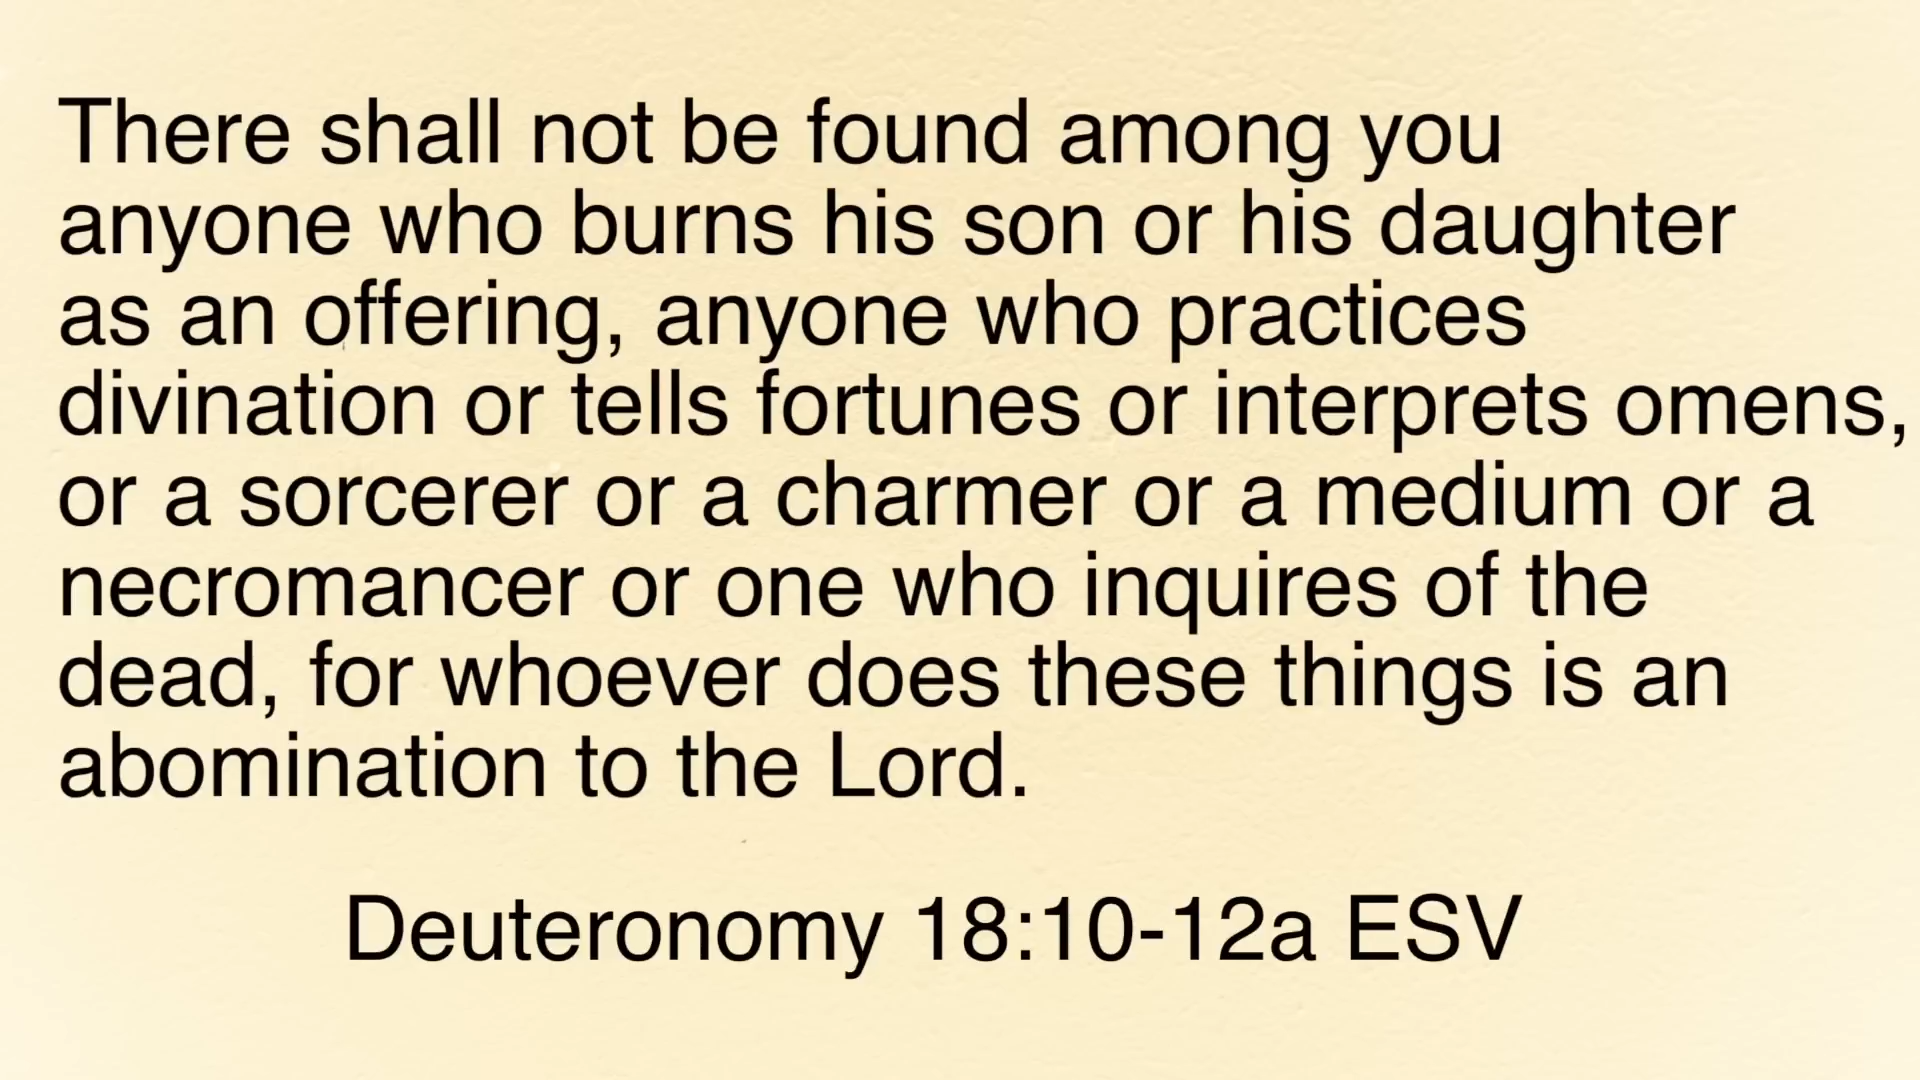 There shall not be found among you
anyone who burns his son or his daughter
as an offering, anyone who practices
divination or tells fortunes or interprets omens,
or a sorcerer or a charmer or a medium or a
necromancer or one who inquires of the
dead, for whoever does these things is an
abomination to the Lord.
Deuteronomy 18:10-12a ESV